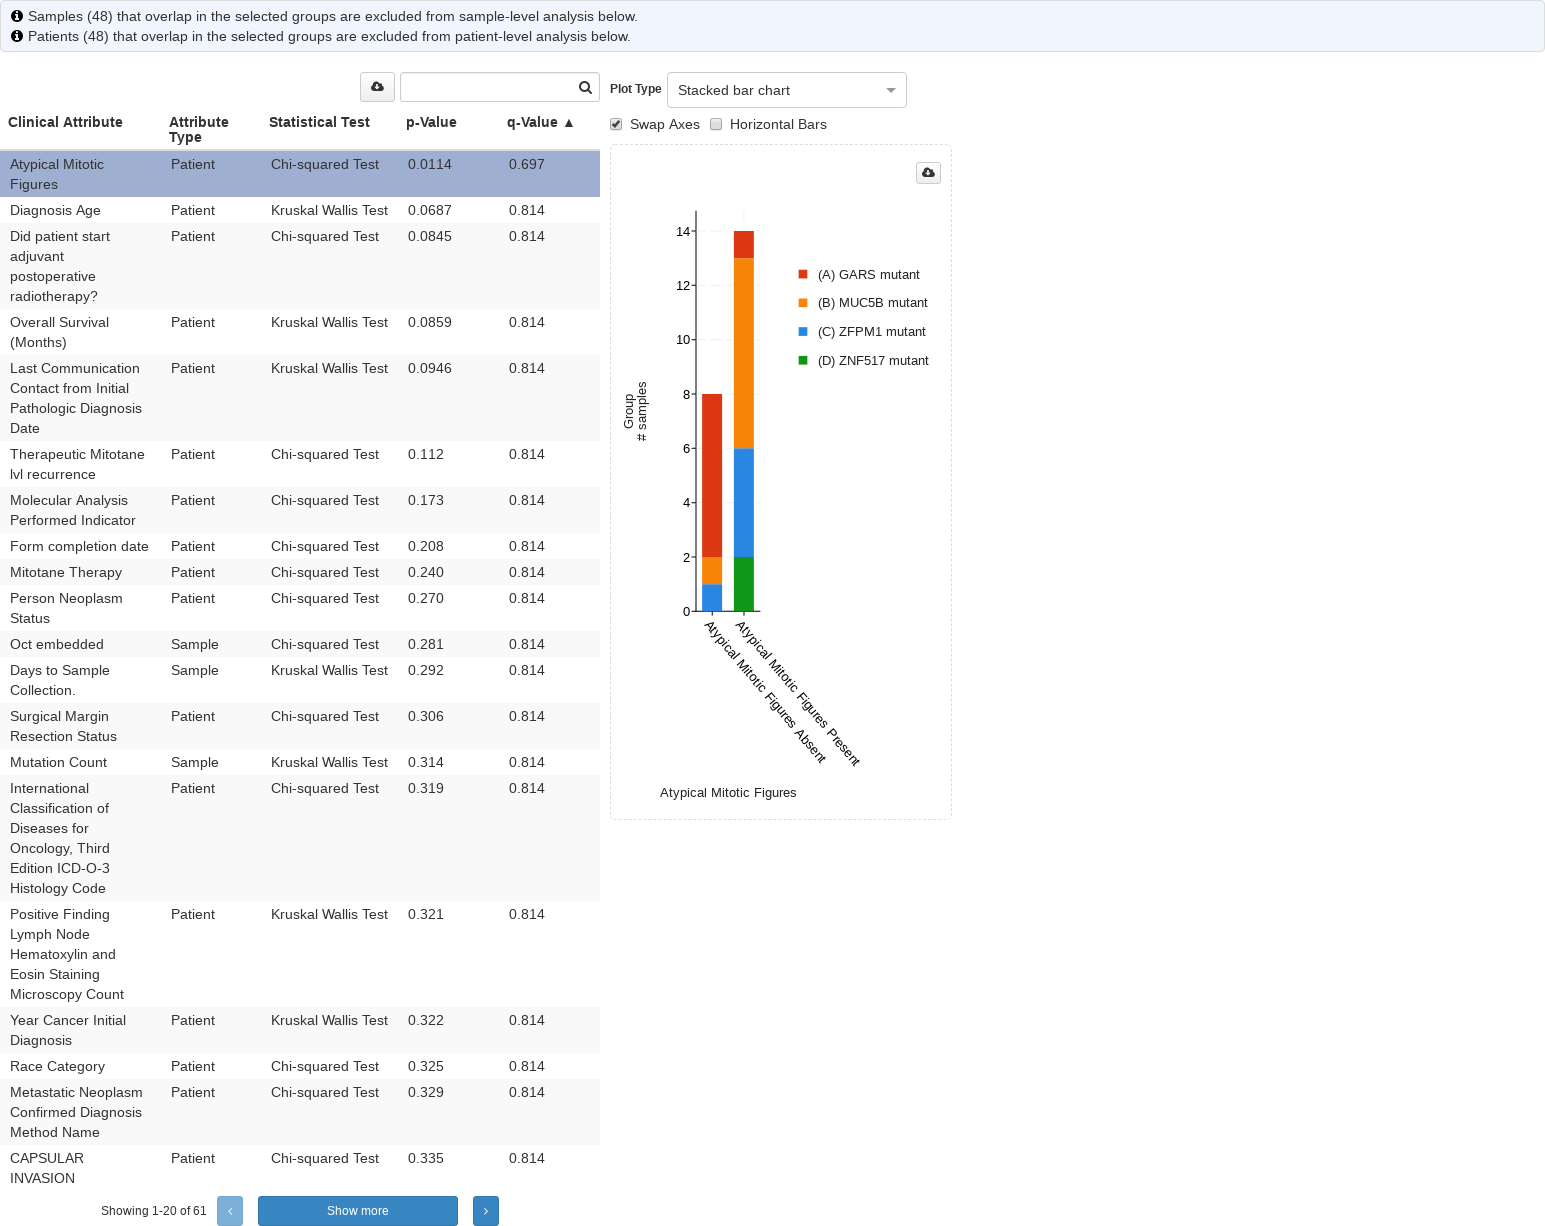 Samples (48) that overlap in the selected groups are excluded from sample-level analysis below.
Patients (48) that overlap in the selected groups are excluded from patient-level analysis below.
Clinical Attribute Attribute Type Statistical Test p-Value q-Value ▲
Atypical Mitotic Figures Patient Chi-squared Test 0.0114 0.697
Diagnosis Age Patient Kruskal Wallis Test 0.0687 0.814
Did patient start adjuvant postoperative radiotherapy? Patient Chi-squared Test 0.0845 0.814
Overall Survival (Months) Patient Kruskal Wallis Test 0.0859 0.814
Last Communication Contact from Initial Pathologic Diagnosis Date Patient Kruskal Wallis Test 0.0946 0.814
Therapeutic Mitotane lvl recurrence Patient Chi-squared Test 0.112 0.814
Molecular Analysis Performed Indicator Patient Chi-squared Test 0.173 0.814
Form completion date Patient Chi-squared Test 0.208 0.814
Mitotane Therapy Patient Chi-squared Test 0.240 0.814
Person Neoplasm Status Patient Chi-squared Test 0.270 0.814
Oct embedded Sample Chi-squared Test 0.281 0.814
Days to Sample Collection. Sample Kruskal Wallis Test 0.292 0.814
Surgical Margin Resection Status Patient Chi-squared Test 0.306 0.814
Mutation Count Sample Kruskal Wallis Test 0.314 0.814
International Classification of Diseases for Oncology, Third Edition ICD-O-3 Histology Code Patient Chi-squared Test 0.319 0.814
Positive Finding Lymph Node Hematoxylin and Eosin Staining Microscopy Count Patient Kruskal Wallis Test 0.321 0.814
Year Cancer Initial Diagnosis Patient Kruskal Wallis Test 0.322 0.814
Race Category Patient Chi-squared Test 0.325 0.814
Metastatic Neoplasm Confirmed Diagnosis Method Name Patient Chi-squared Test 0.329 0.814
CAPSULAR INVASION Patient Chi-squared Test 0.335 0.814
Showing 1-20 of 61
Show more
Plot Type Stacked bar chart
Swap Axes Horizontal Bars
14
12
10
8
6
4
2
0
Group
# samples
(A) GARS mutant
(B) MUC5B mutant
(C) ZFPM1 mutant
(D) ZNF517 mutant
Atypical Mitotic Figures Absent
Atypical Mitotic Figures Present
Atypical Mitotic Figures